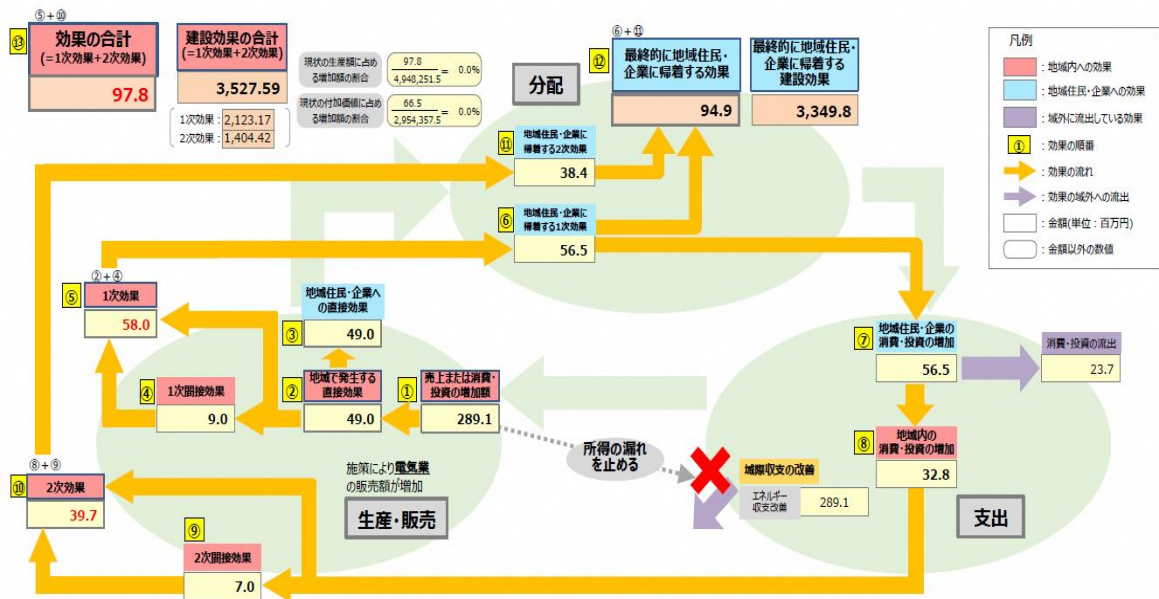 ⑤+⑩
⑬
効果の合計
(=1次効果+2次効果)
97.8
建設効果の合計
(=1次効果+2次効果)
3,527.59
1次効果：
2,123.17
2次効果：
1,404.42
現状の生産額に占め
る増加額の割合
97.8
4,948,251.5
= 0.0%
現状の付加価値に占め
る増加額の割合
66.5
2,954,357.5
= 0.0%
分配
⑥+⑪
⑫
最終的に地域住民・
企業に帰着する効果
94.9
最終的に地域住民・
企業に帰着する
建設効果
3,349.8
凡例
：地域内への効果
：地域住民・企業への効果
：域外に流出している効果
①
：効果の順番
：効果の流れ
：効果の域外への流出
：金額(単位：百万円)
：金額以外の数値
⑪
地域住民・企業に
帰着する2次効果
38.4
⑥
地域住民・企業に
帰着する1次効果
56.5
②+④
⑤
1次効果
58.0
地域住民・企業へ
の直接効果
③
49.0
④
1次間接効果
9.0
②
地域で発生する
直接効果
49.0
①
売上または消費・
投資の増加額
289.1
⑦
地域住民・企業の
消費・投資の増加
56.5
消費・投資の流出
23.7
⑧
地域内の
消費・投資の増加
32.8
所得の漏れ
を止める
域際収支の改善
エネルギー
収支改善
289.1
支出
施策により電気業
の販売額が増加
生産・販売
⑧+⑨
⑩
2次効果
39.7
⑨
2次間接効果
7.0